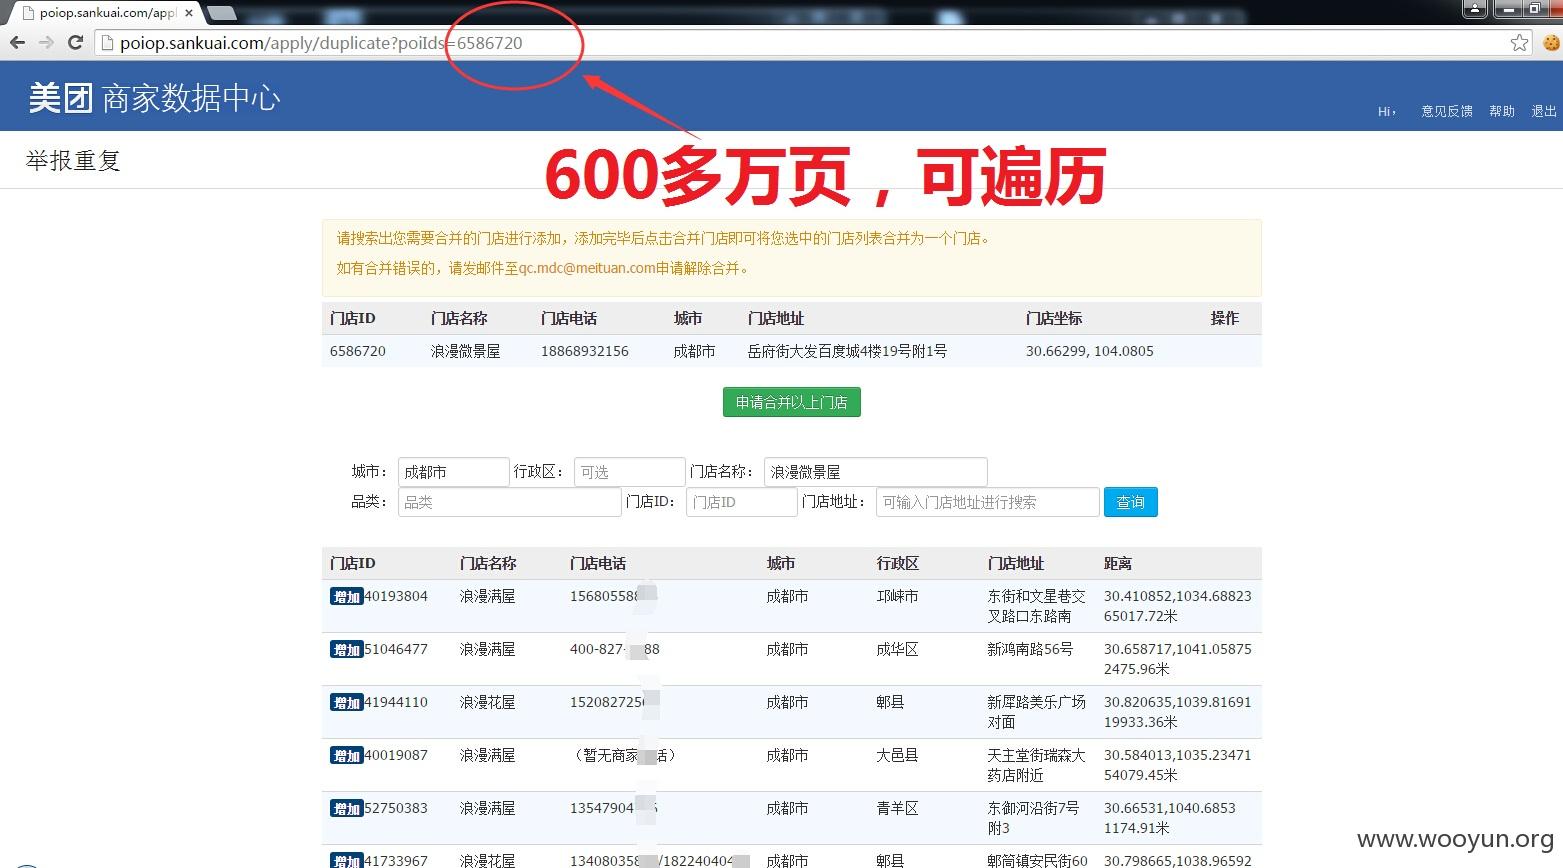 poiop.sankuai.com/appl
poiop.sankuai.com/apply/duplicate?poiIds=6586720
美团 商家数据中心
Hi， 意见反馈 帮助 退出
举报重复
600多万页，可遍历
请搜索出您需要合并的门店进行添加，添加完毕后点击合并门店即可将您选中的门店列表合并为一个门店。
如有合并错误的，请发邮件至qc.mdc@meituan.com申请解除合并。
门店ID 门店名称 门店电话 城市 门店地址 门店坐标 操作
6586720 浪漫微景屋 18868932156 成都市 岳府街大发百度城4楼19号附1号 30.66299, 104.0805
申请合并以上门店
城市： 成都市 行政区： 可选 门店名称： 浪漫微景屋
品类： 品类 门店ID： 门店ID 门店地址： 可输入门店地址进行搜索 查询
门店ID 门店名称 门店电话 城市 行政区 门店地址 距离
增加 40193804 浪漫满屋 156805588 成都市 邛崃市 东街和文星巷交 30.410852,1034.68823
叉路口东路南 65017.72米
增加 51046477 浪漫满屋 400-827- 88 成都市 成华区 新鸿南路56号 30.658717,1041.05875
2475.96米
增加 41944110 浪漫花屋 152082725 成都市 郫县 新犀路美乐广场 30.820635,1039.81691
对面 19933.36米
增加 40019087 浪漫满屋 （暂无商家 话） 成都市 大邑县 天主堂街瑞森大 30.584013,1035.23471
药店附近 54079.45米
增加 52750383 浪漫满屋 13547904 成都市 青羊区 东御河沿街7号 30.66531,1040.6853
附3 1174.91米
增加 41733967 浪漫花屋 13408035 /182240404 成都市 郫县 郫筒镇安民街60 30.798665,1038.96592
www.wooyun.org